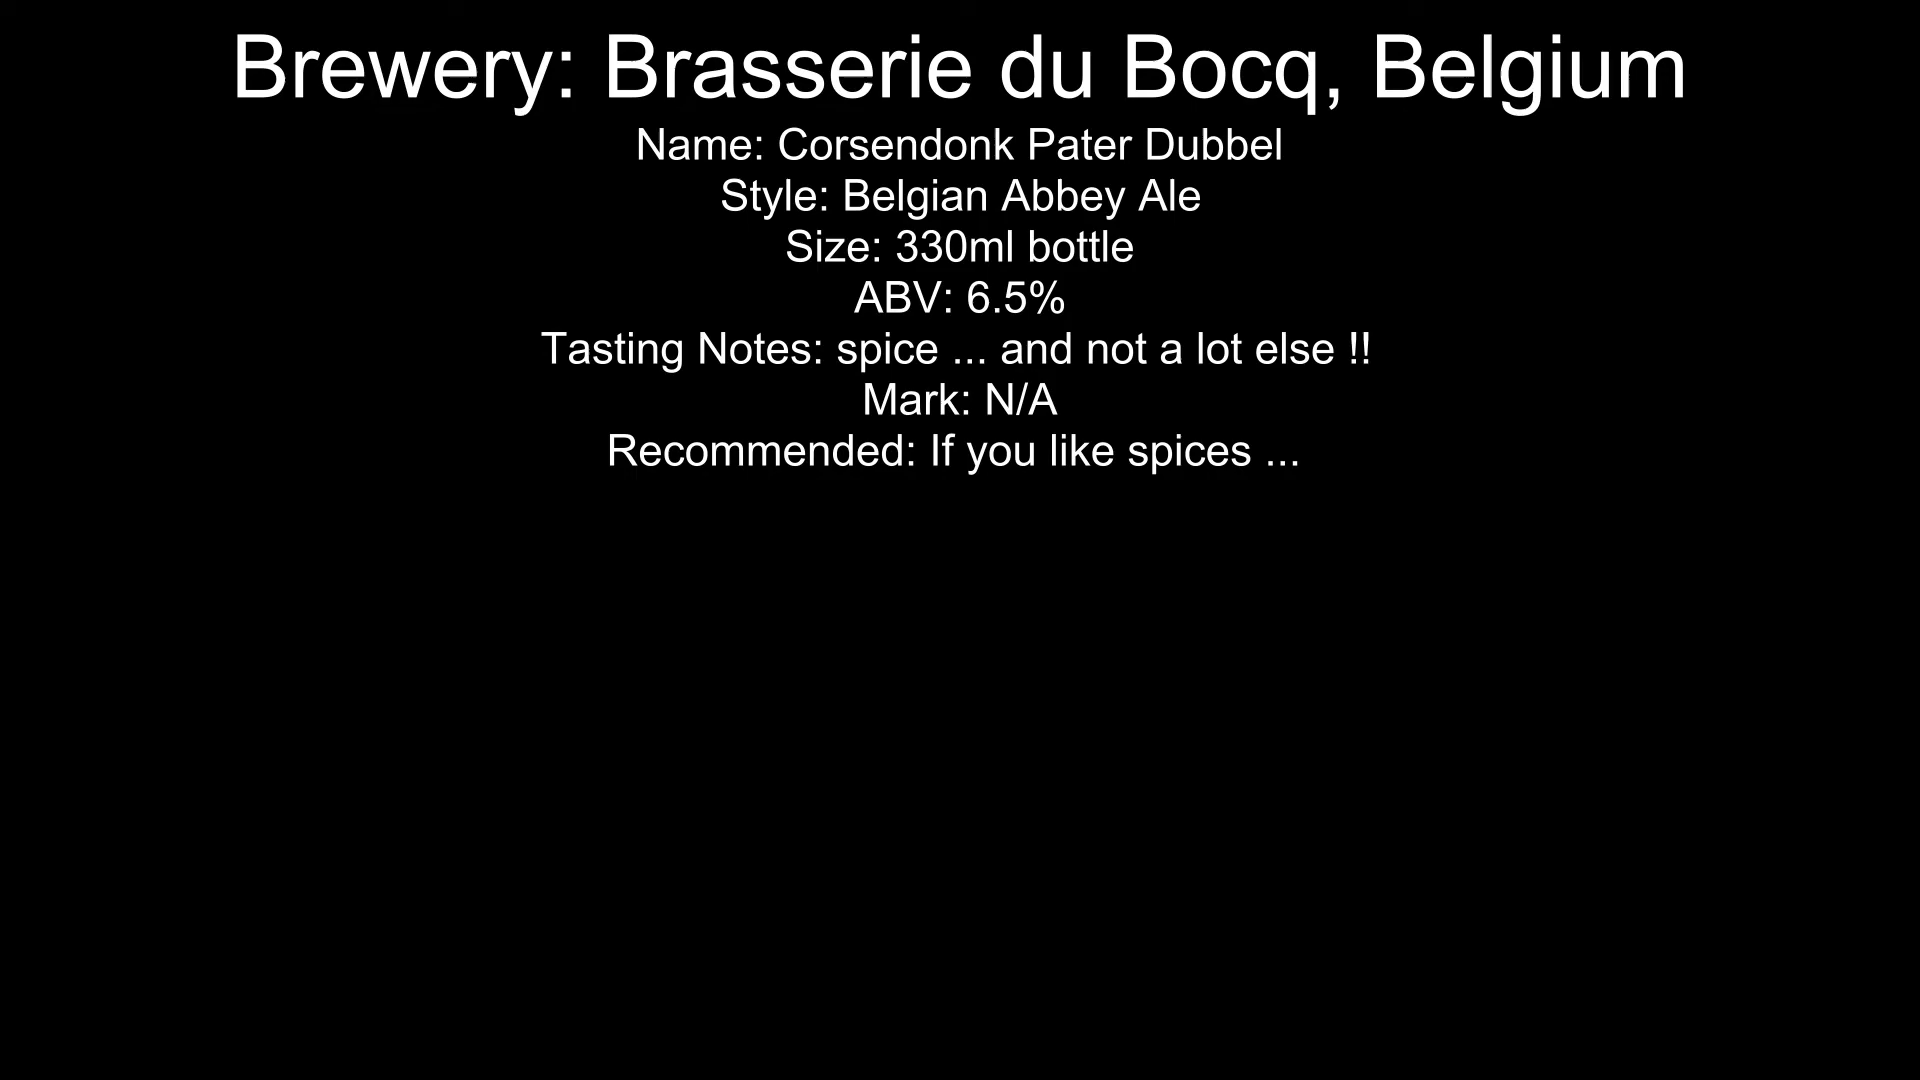 Brewery: Brasserie du Bocq, Belgium
Name: Corsendonk Pater Dubbel
Style: Belgian Abbey Ale
Size: 330ml bottle
ABV: 6.5%
Tasting Notes: spice ... and not a lot else !!
Mark: N/A
Recommended: If you like spices ...